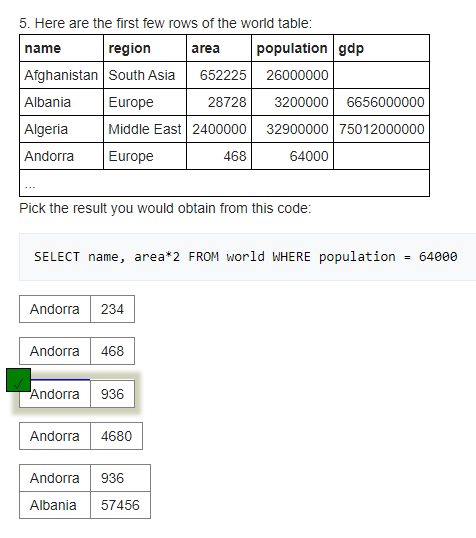 5. Here are the first few rows of the world table:
name region area population gdp
Afghanistan South Asia 652225 26000000
Albania Europe 28728 3200000 6656000000
Algeria Middle East 2400000 32900000 75012000000
Andorra Europe 468 64000
...
Pick the result you would obtain from this code:
SELECT name, area*2 FROM world WHERE population = 64000
Andorra 234
Andorra 468
Andorra 936
Andorra 4680
Andorra 936
Albania 57456